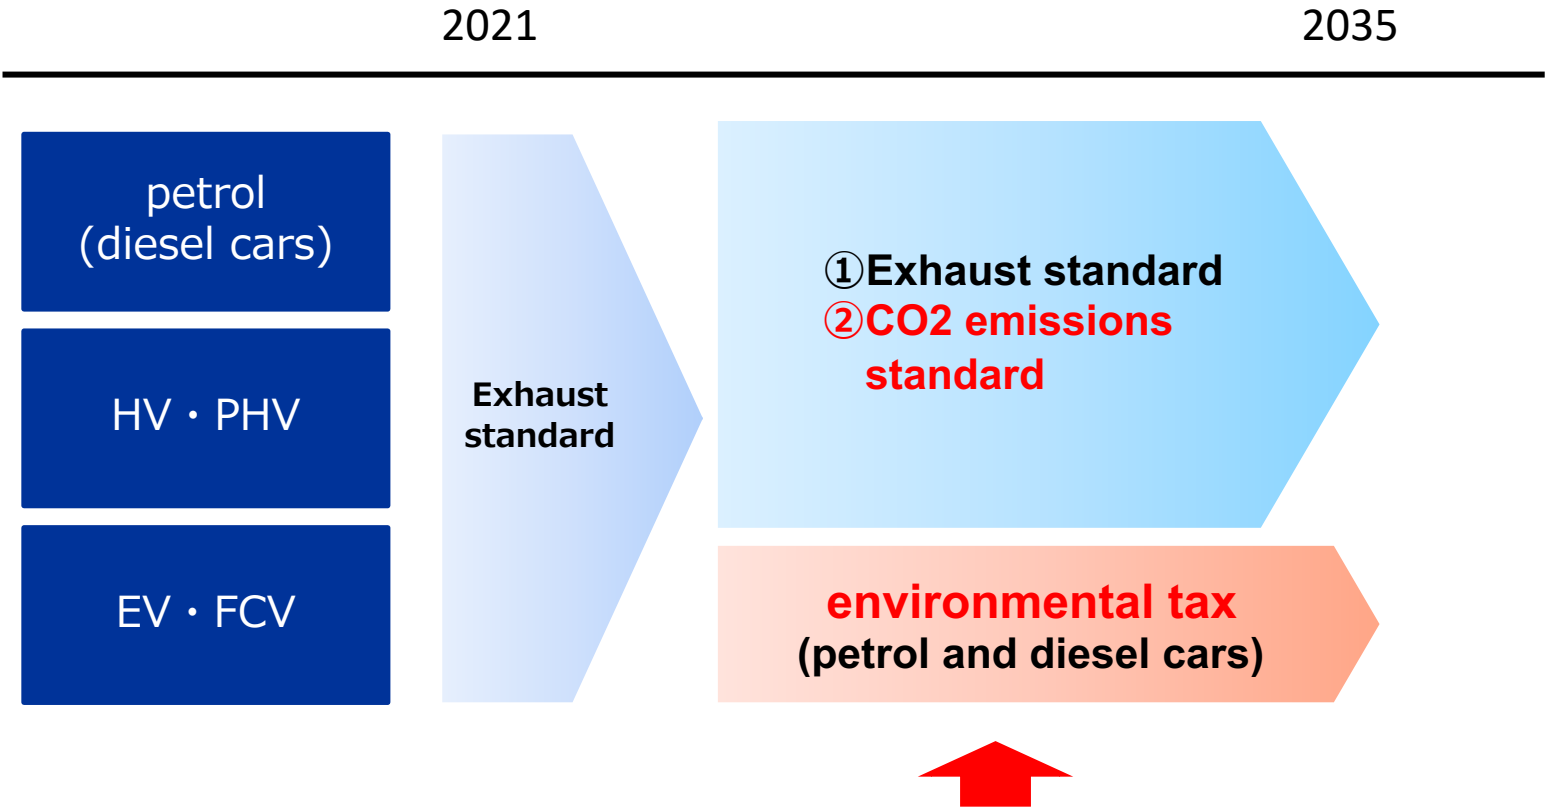 2021
2035
petrol
(diesel cars)
HV・PHV
EV・FCV
Exhaust
standard
①Exhaust standard
②CO2 emissions
standard
environmental tax
(petrol and diesel cars)